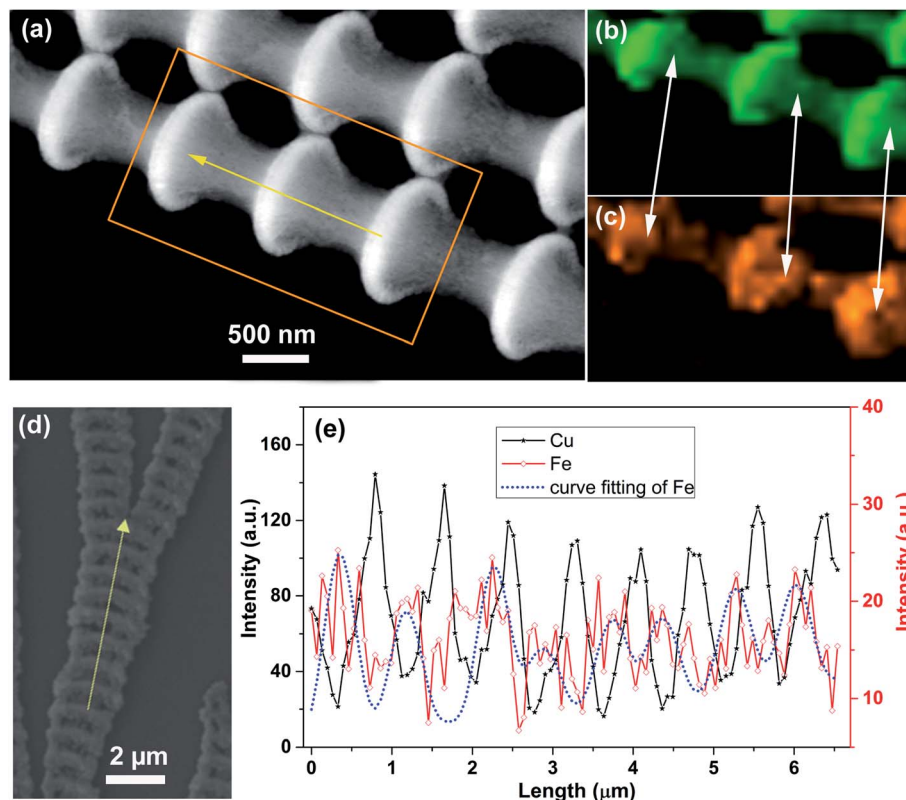 (a)
500 nm
(b)
(c)
(d)
2 μm
(e)
Cu
Fe
curve fitting of Fe
160
120
80
40
0
Intensity (a.u.)
40
30
20
10
Intensity (a.u.)
0 1 2 3 4 5 6
Length (μm)